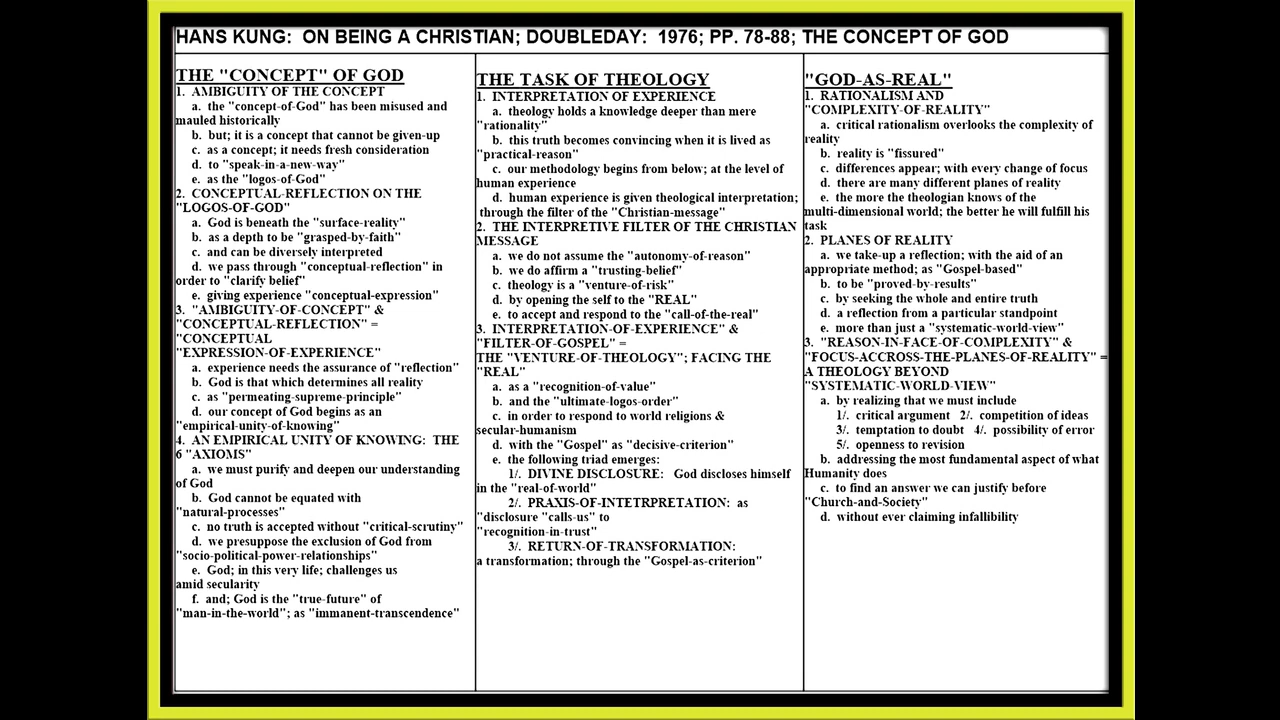 HANS KUNG: ON BEING A CHRISTIAN; DOUBLEDAY: 1976; PP. 78-88; THE CONCEPT OF GOD
THE "CONCEPT" OF GOD
1. AMBIGUITY OF THE CONCEPT
a. the "concept-of-God" has been misused and
mauled historically
b. but; it is a concept that cannot be given-up
c. as a concept; it needs fresh consideration
d. to "speak-in-a-new-way"
e. as the "logos-of-God"
2. CONCEPTUAL-REFLECTION ON THE
"LOGOS-OF-GOD"
a. God is beneath the "surface-reality"
b. as a depth to be "grasped-by-faith"
c. and can be diversely interpreted
d. we pass through "conceptual-reflection" in
order to "clarify belief"
e. giving experience "conceptual-expression"
3. "AMBIGUITY-OF-CONCEPT" &
"CONCEPTUAL-REFLECTION" =
"CONCEPTUAL
"EXPRESSION-OF-EXPERIENCE"
a. experience needs the assurance of "reflection"
b. God is that which determines all reality
c. as "permeating-supreme-principle"
d. our concept of God begins as an
"empirical-unity-of-knowing"
4. AN EMPIRICAL UNITY OF KNOWING: THE
6 "AXIOMS"
a. we must purify and deepen our understanding
of God
b. God cannot be equated with
"natural-processes"
c. no truth is accepted without "critical-scrutiny"
d. we presuppose the exclusion of God from
"socio-political-power-relationships"
e. God; in this very life; challenges us
amid secularity
f. and; God is the "true-future" of
"man-in-the-world"; as "immanent-transcendence"
THE TASK OF THEOLOGY
1. INTERPRETATION OF EXPERIENCE
a. theology holds a knowledge deeper than mere
"rationality"
b. this truth becomes convincing when it is lived as
"practical-reason"
c. our methodology begins from below; at the level of
human experience
d. human experience is given theological interpretation;
through the filter of the "Christian-message"
2. THE INTERPRETIVE FILTER OF THE CHRISTIAN
MESSAGE
a. we do not assume the "autonomy-of-reason"
b. we do affirm a "trusting-belief"
c. theology is a "venture-of-risk"
d. by opening the self to the "REAL"
e. to accept and respond to the "call-of-the-real"
3. INTERPRETATION-OF-EXPERIENCE" &
"FILTER-OF-GOSPEL" =
THE "VENTURE-OF-THEOLOGY"; FACING THE
"REAL"
a. as a "recognition-of-value"
b. and the "ultimate-logos-order"
c. in order to respond to world religions &
secular-humanism
d. with the "Gospel" as "decisive-criterion"
e. the following triad emerges:
1/. DIVINE DISCLOSURE: God discloses himself
in the "real-of-world"
2/. PRAXIS-OF-INTETRPRETATION: as
"disclosure "calls-us" to
"recognition-in-trust"
3/. RETURN-OF-TRANSFORMATION:
a transformation; through the "Gospel-as-criterion"
"GOD-AS-REAL"
1. RATIONALISM AND
"COMPLEXITY-OF-REALITY"
a. critical rationalism overlooks the complexity of
reality
b. reality is "fissured"
c. differences appear; with every change of focus
d. there are many different planes of reality
e. the more the theologian knows of the
multi-dimensional world; the better he will fulfill his
task
2. PLANES OF REALITY
a. we take-up a reflection; with the aid of an
appropriate method; as "Gospel-based"
b. to be "proved-by-results"
c. by seeking the whole and entire truth
d. a reflection from a particular standpoint
e. more than just a "systematic-world-view"
3. "REASON-IN-FACE-OF-COMPLEXITY" &
"FOCUS-ACCROSS-THE-PLANES-OF-REALITY" =
A THEOLOGY BEYOND
"SYSTEMATIC-WORLD-VIEW"
a. by realizing that we must include
1/. critical argument 2/. competition of ideas
3/. temptation to doubt 4/. possibility of error
5/. openness to revision
b. addressing the most fundamental aspect of what
Humanity does
c. to find an answer we can justify before
"Church-and-Society"
d. without ever claiming infallibility